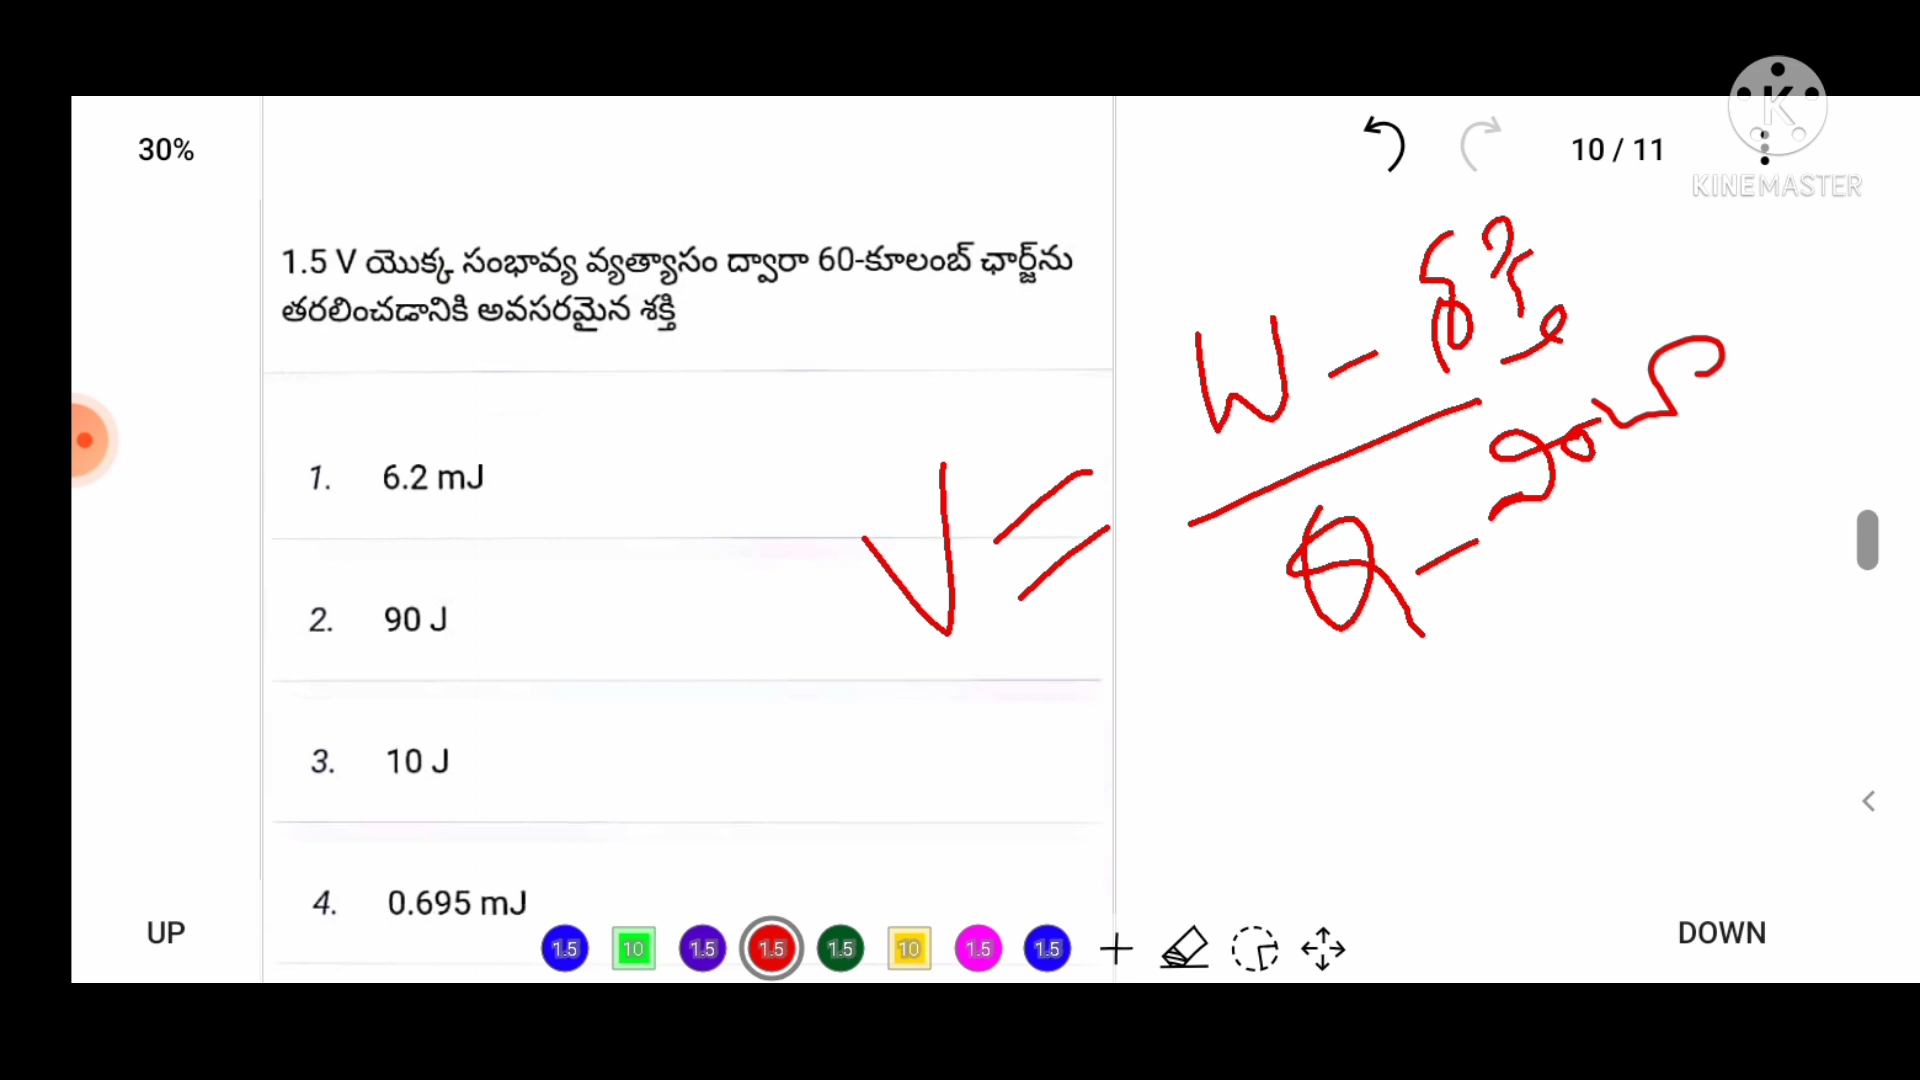 30%
10 / 11
KINEMASTER
1.5 V యొక్క సంభావ్య వ్యత్యాసం ద్వారా 60-కూలంబ్ ఛార్జ్‌ను
తరలించడానికి అవసరమైన శక్తి
1. 6.2 mJ
2. 90 J
3. 10 J
4. 0.695 mJ
V =
W -
Q -
UP
DOWN
1.5 10 1.5 1.5 1.5 10 1.5 1.5